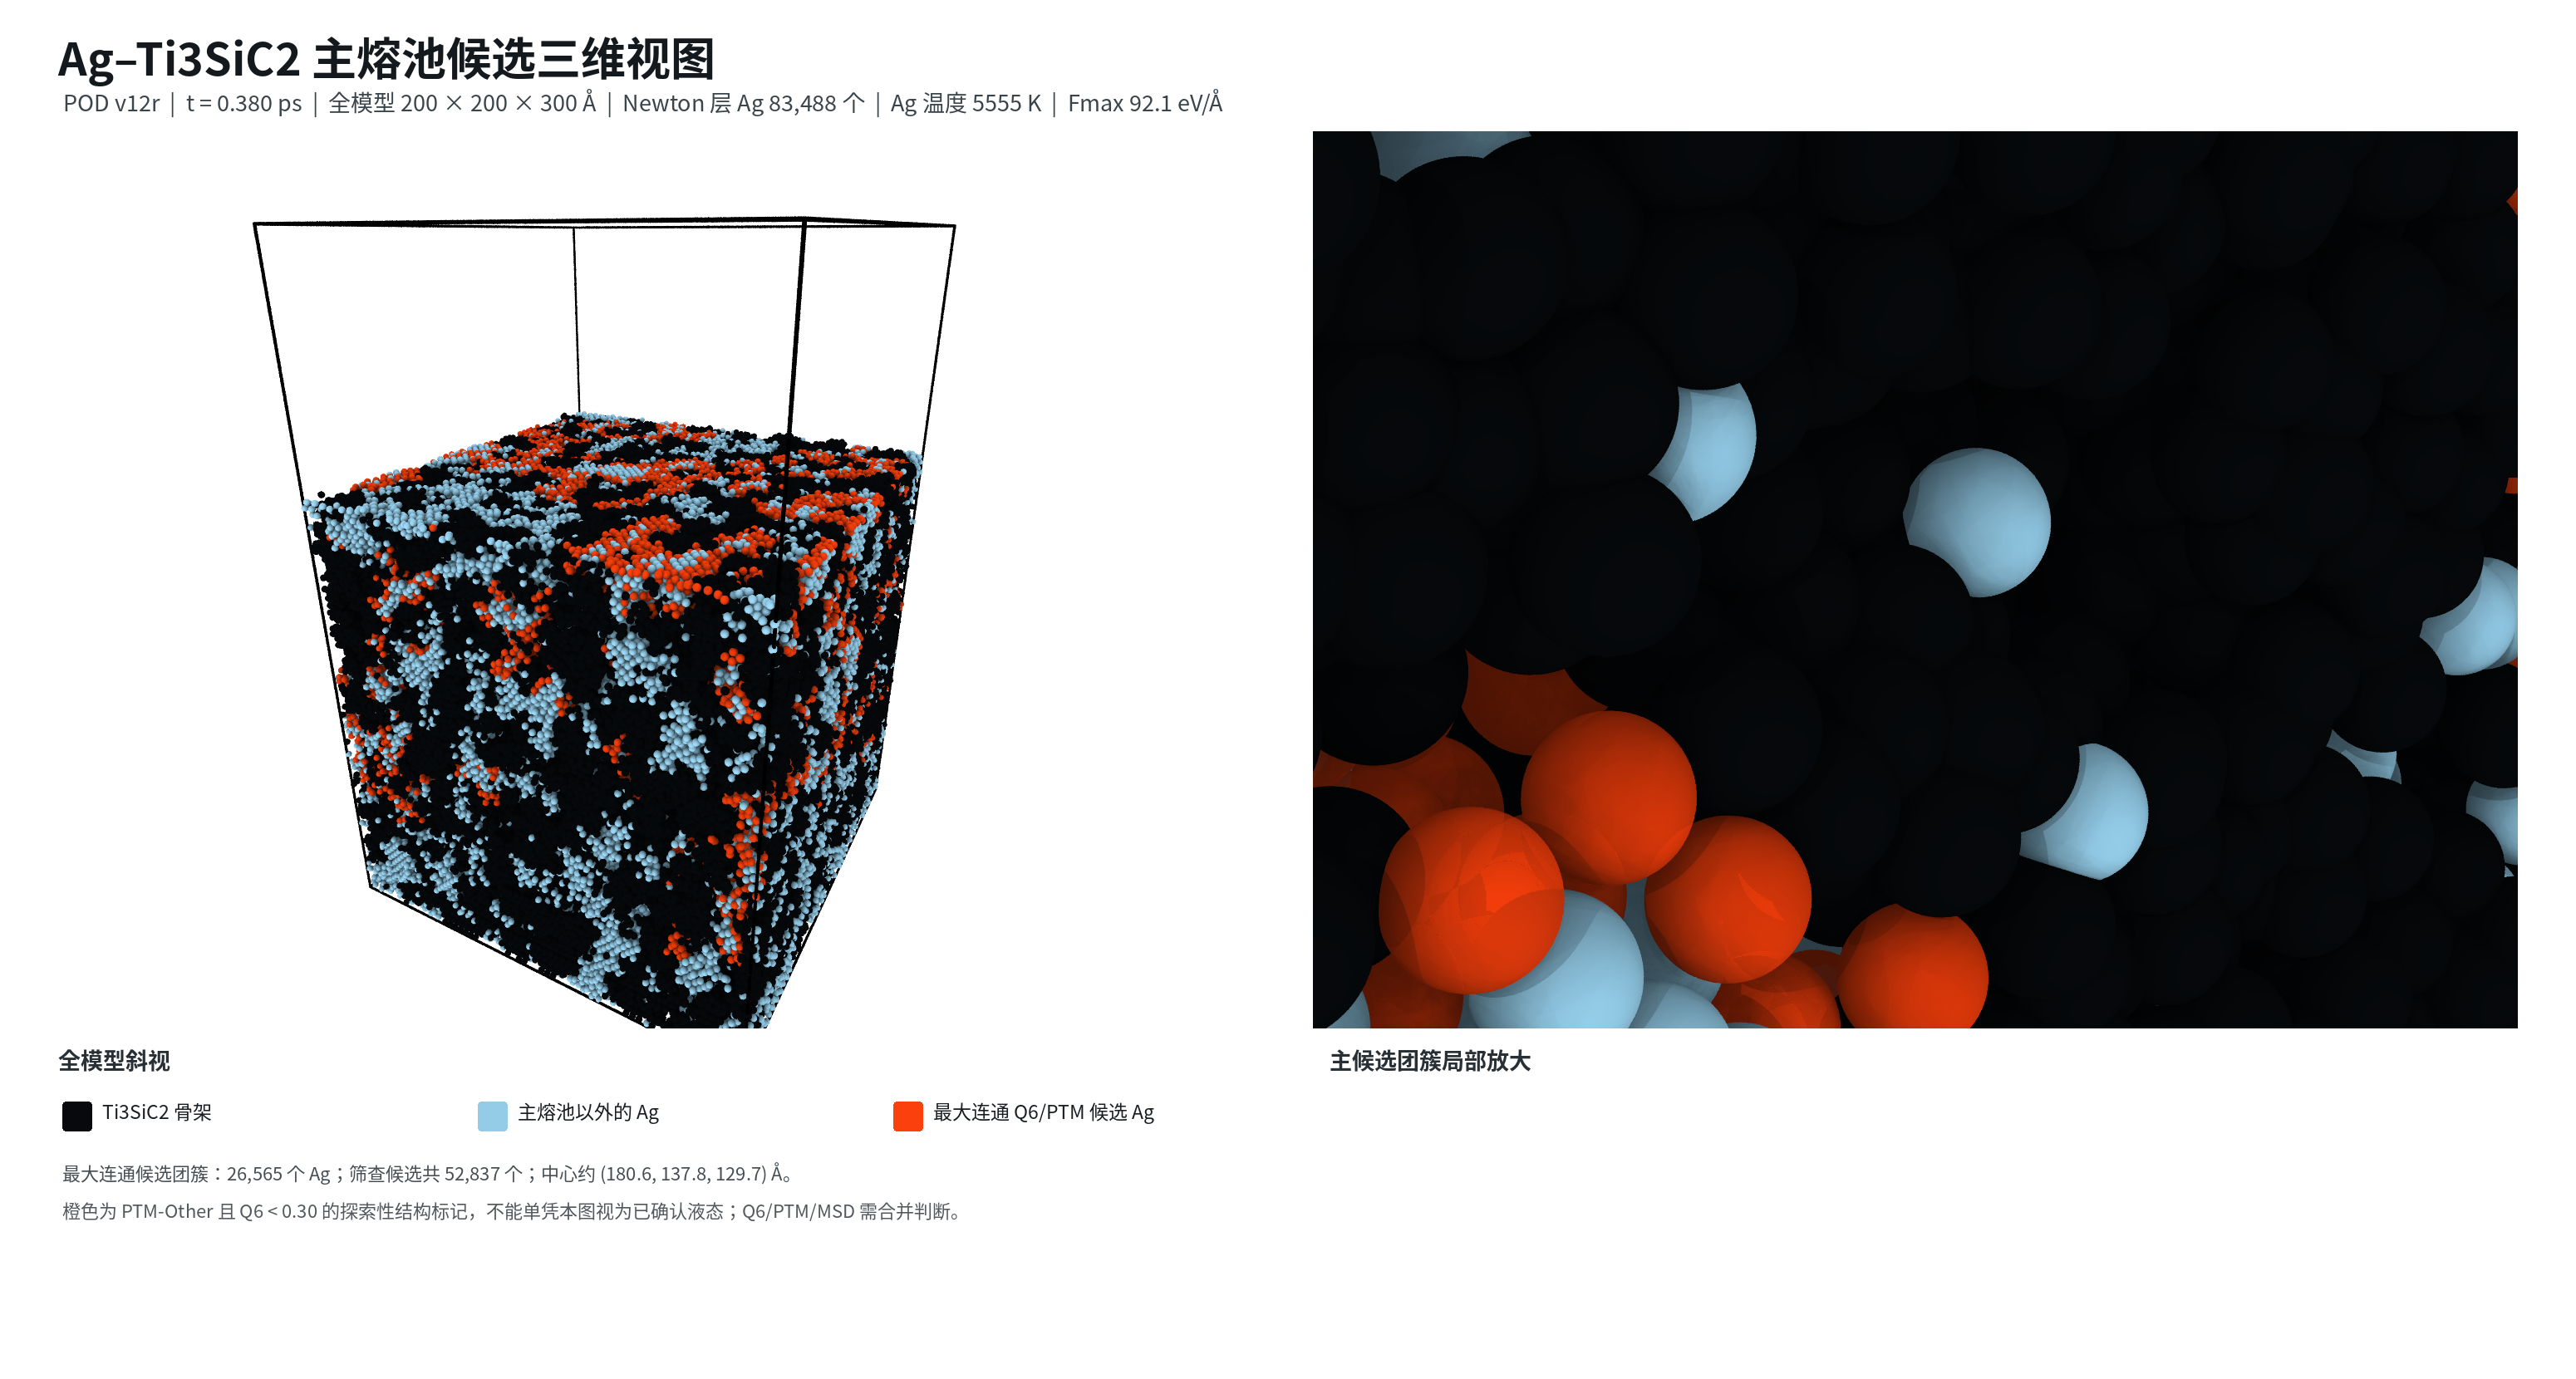 Ag–Ti3SiC2 主熔池候选三维视图
POD v12r | t = 0.380 ps | 全模型 200 × 200 × 300 Å | Newton 层 Ag 83,488 个 | Ag 温度 5555 K | Fmax 92.1 eV/Å
全模型斜视
主候选团簇局部放大
Ti3SiC2 骨架
主熔池以外的 Ag
最大连通 Q6/PTM 候选 Ag
最大连通候选团簇：26,565 个 Ag；筛查候选共 52,837 个；中心约 (180.6, 137.8, 129.7) Å。
橙色为 PTM-Other 且 Q6 < 0.30 的探索性结构标记，不能单凭本图视为已确认液态；Q6/PTM/MSD 需合并判断。